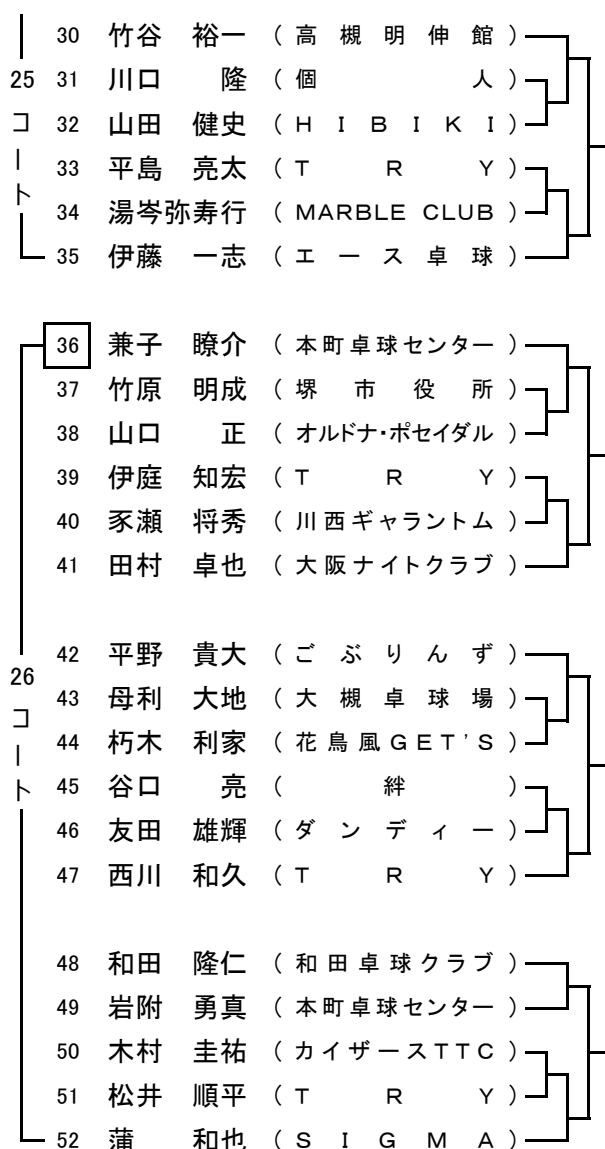 25コート
30 竹谷 裕一 (高槻明伸館)
31 川口 隆 (個人)
32 山田 健史 (HIBIKI)
33 平島 亮太 (TRY)
34 湯岑弥寿行 (MARBLE CLUB)
35 伊藤 一志 (エース卓球)
26コート
36 兼子 瞭介 (本町卓球センター)
37 竹原 明成 (堺市役所)
38 山口 正 (オルドナ・ポセイダル)
39 伊庭 知宏 (TRY)
40 豕瀬 将秀 (川西ギャラントム)
41 田村 卓也 (大阪ナイトクラブ)
42 平野 貴大 (ごぶりんず)
43 母利 大地 (大槻卓球場)
44 朽木 利家 (花鳥風GET'S)
45 谷口 亮 (絆)
46 友田 雄輝 (ダンディー)
47 西川 和久 (TRY)
48 和田 隆仁 (和田卓球クラブ)
49 岩附 勇真 (本町卓球センター)
50 木村 圭祐 (カイザースTTC)
51 松井 順平 (TRY)
52 蒲 和也 (SIGMA)